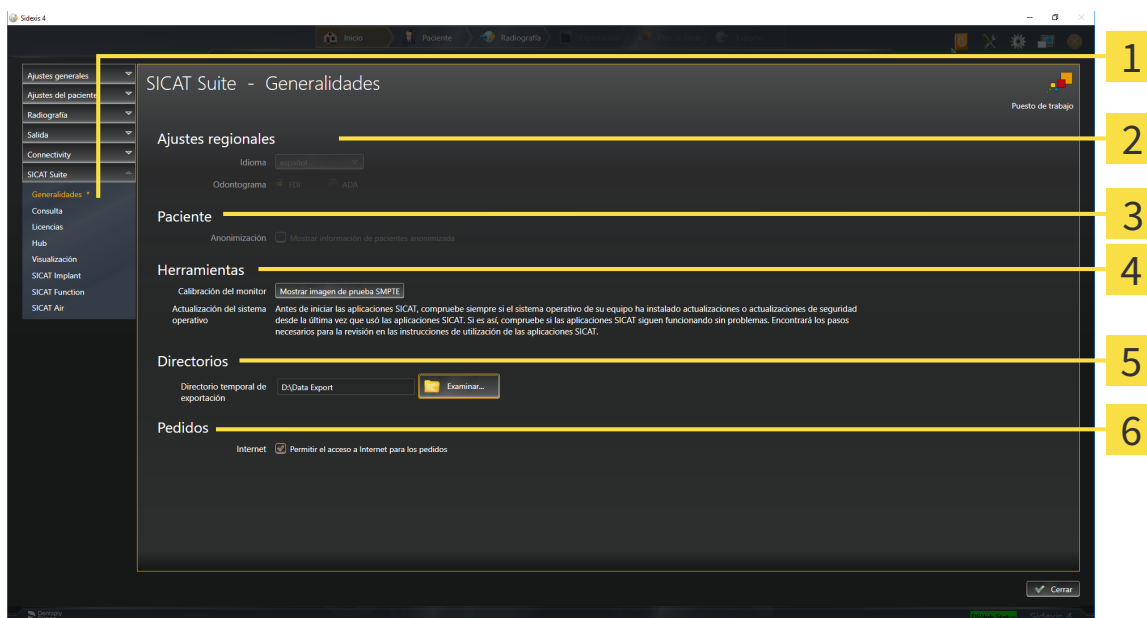 Sidexis 4
Inicio Paciente Radiografía
1
Ajustes generales
Ajustes del paciente
Radiografía
Salida
Connectivity
SICAT Suite
Generalidades *
Consulta
Licencias
Hub
Visualización
SICAT Implant
SICAT Function
SICAT Air
SICAT Suite - Generalidades
Puesto de trabajo
Ajustes regionales
2
Idioma español
Odontograma FDI ADA
Paciente
3
Anonimización Mostrar información de pacientes anonimizada
Herramientas
4
Calibración del monitor Mostrar imagen de prueba SMPTE
Actualización del sistema operativo
Antes de iniciar las aplicaciones SICAT, compruebe siempre si el sistema operativo de su equipo ha instalado actualizaciones o actualizaciones de seguridad
desde la última vez que usó las aplicaciones SICAT. Si es así, compruebe si las aplicaciones SICAT siguen funcionando sin problemas. Encontrará los pasos
necesarios para la revisión en las instrucciones de utilización de las aplicaciones SICAT.
Directorios
5
Directorio temporal de
exportación
D:\Data Export Examinar...
Pedidos
6
Internet Permitir el acceso a Internet para los pedidos
Cerrar
Dentsply
Sidexis 4